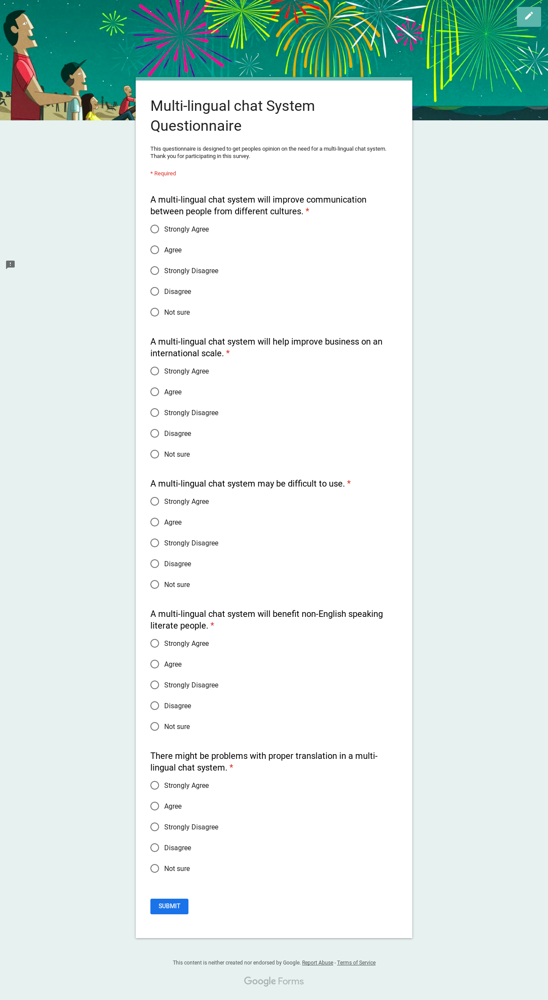 Multi-lingual chat System
Questionnaire
This questionnaire is designed to get peoples opinion on the need for a multi-lingual chat system.
Thank you for participating in this survey.
* Required
A multi-lingual chat system will improve communication
between people from different cultures. *
Strongly Agree
Agree
Strongly Disagree
Disagree
Not sure
A multi-lingual chat system will help improve business on an
international scale. *
Strongly Agree
Agree
Strongly Disagree
Disagree
Not sure
A multi-lingual chat system may be difficult to use. *
Strongly Agree
Agree
Strongly Disagree
Disagree
Not sure
A multi-lingual chat system will benefit non-English speaking
literate people. *
Strongly Agree
Agree
Strongly Disagree
Disagree
Not sure
There might be problems with proper translation in a multi-
lingual chat system. *
Strongly Agree
Agree
Strongly Disagree
Disagree
Not sure
SUBMIT
This content is neither created nor endorsed by Google. Report Abuse - Terms of Service
Google Forms